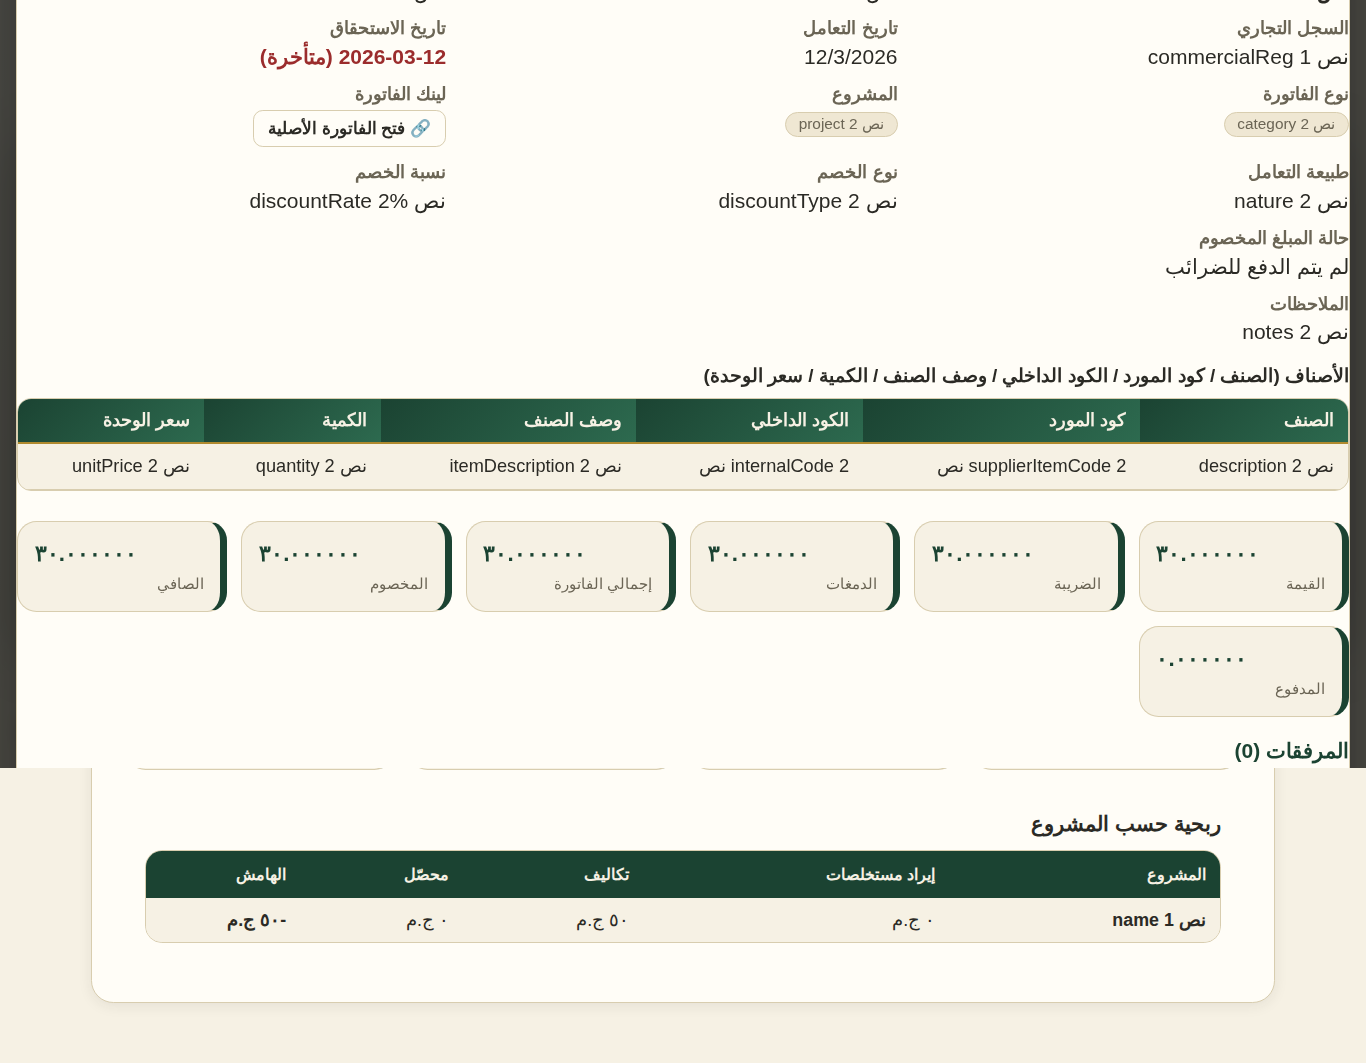 السجل التجاري
تاريخ التعامل
تاريخ الاستحقاق
نص 1 commercialReg
12/3/2026
2026-03-12 (متأخرة)
نوع الفاتورة
المشروع
لينك الفاتورة
نص 2 category
نص 2 project
🔗 فتح الفاتورة الأصلية
طبيعة التعامل
نوع الخصم
نسبة الخصم
نص 2 nature
نص 2 discountType
نص 2% discountRate
حالة المبلغ المخصوم
لم يتم الدفع للضرائب
الملاحظات
نص 2 notes
الأصناف (الصنف / كود المورد / الكود الداخلي / وصف الصنف / الكمية / سعر الوحدة)
الصنف
كود المورد
الكود الداخلي
وصف الصنف
الكمية
سعر الوحدة
نص 2 description
نص supplierItemCode 2
نص internalCode 2
نص 2 itemDescription
نص 2 quantity
نص 2 unitPrice
٣٠.٠٠٠٠٠٠
القيمة
٣٠.٠٠٠٠٠٠
الضريبة
٣٠.٠٠٠٠٠٠
الدمغات
٣٠.٠٠٠٠٠٠
إجمالي الفاتورة
٣٠.٠٠٠٠٠٠
المخصوم
٣٠.٠٠٠٠٠٠
الصافي
٠.٠٠٠٠٠٠
المدفوع
المرفقات (0)
ربحية حسب المشروع
المشروع
إيراد مستخلصات
تكاليف
محصّل
الهامش
نص 1 name
٠ ج.م
٥٠ ج.م
٠ ج.م
-٥٠ ج.م